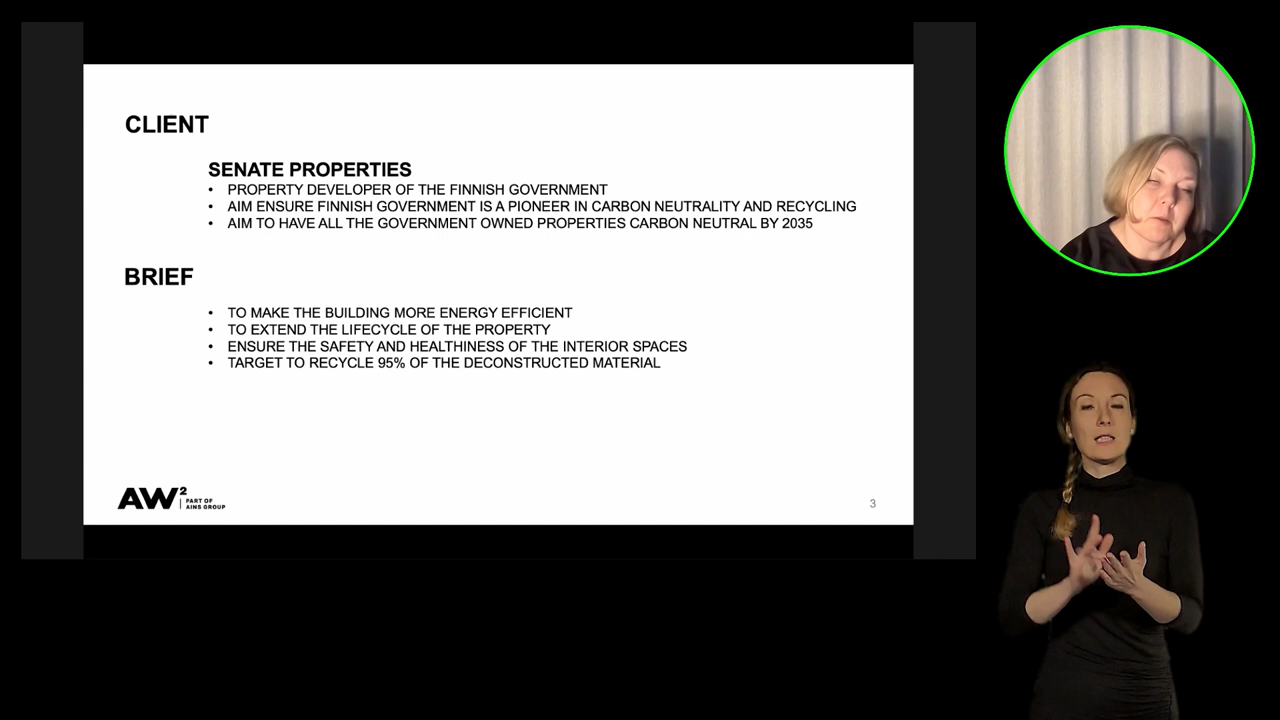 CLIENT
SENATE PROPERTIES
• PROPERTY DEVELOPER OF THE FINNISH GOVERNMENT
• AIM ENSURE FINNISH GOVERNMENT IS A PIONEER IN CARBON NEUTRALITY AND RECYCLING
• AIM TO HAVE ALL THE GOVERNMENT OWNED PROPERTIES CARBON NEUTRAL BY 2035
BRIEF
• TO MAKE THE BUILDING MORE ENERGY EFFICIENT
• TO EXTEND THE LIFECYCLE OF THE PROPERTY
• ENSURE THE SAFETY AND HEALTHINESS OF THE INTERIOR SPACES
• TARGET TO RECYCLE 95% OF THE DECONSTRUCTED MATERIAL
AW²
PART OF
AINS GROUP
3